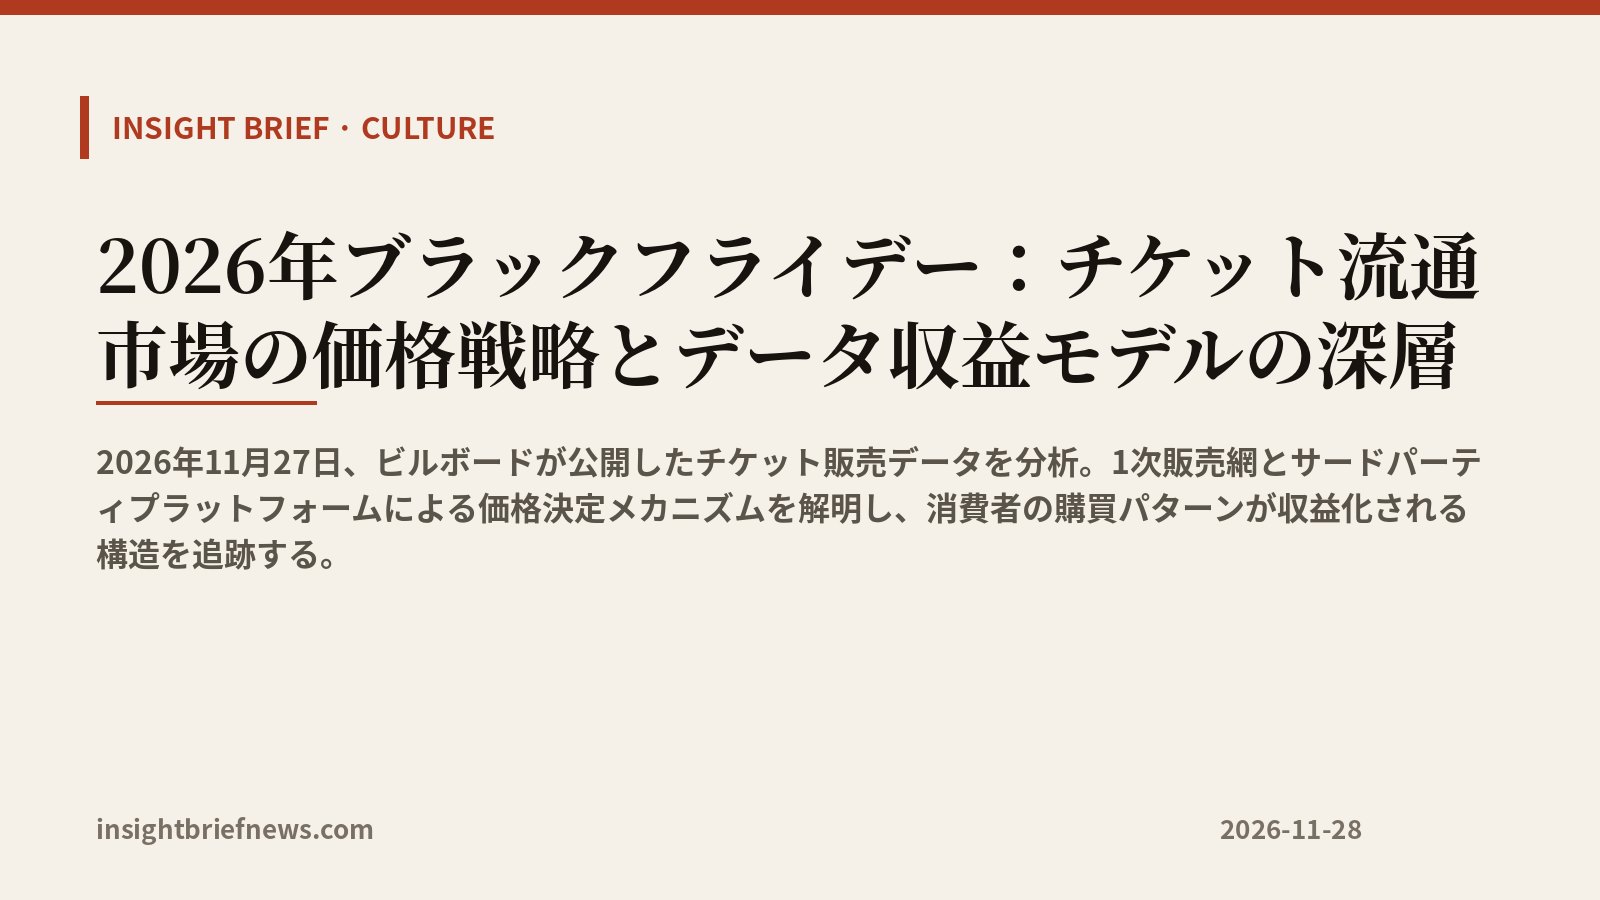 INSIGHT BRIEF · CULTURE
2026年ブラックフライデー：チケット流通
市場の価格戦略とデータ収益モデルの深層
2026年11月27日、ビルボードが公開したチケット販売データを分析。1次販売網とサードパーテ
ィプラットフォームによる価格決定メカニズムを解明し、消費者の購買パターンが収益化される
構造を追跡する。
insightbriefnews.com
2026-11-28